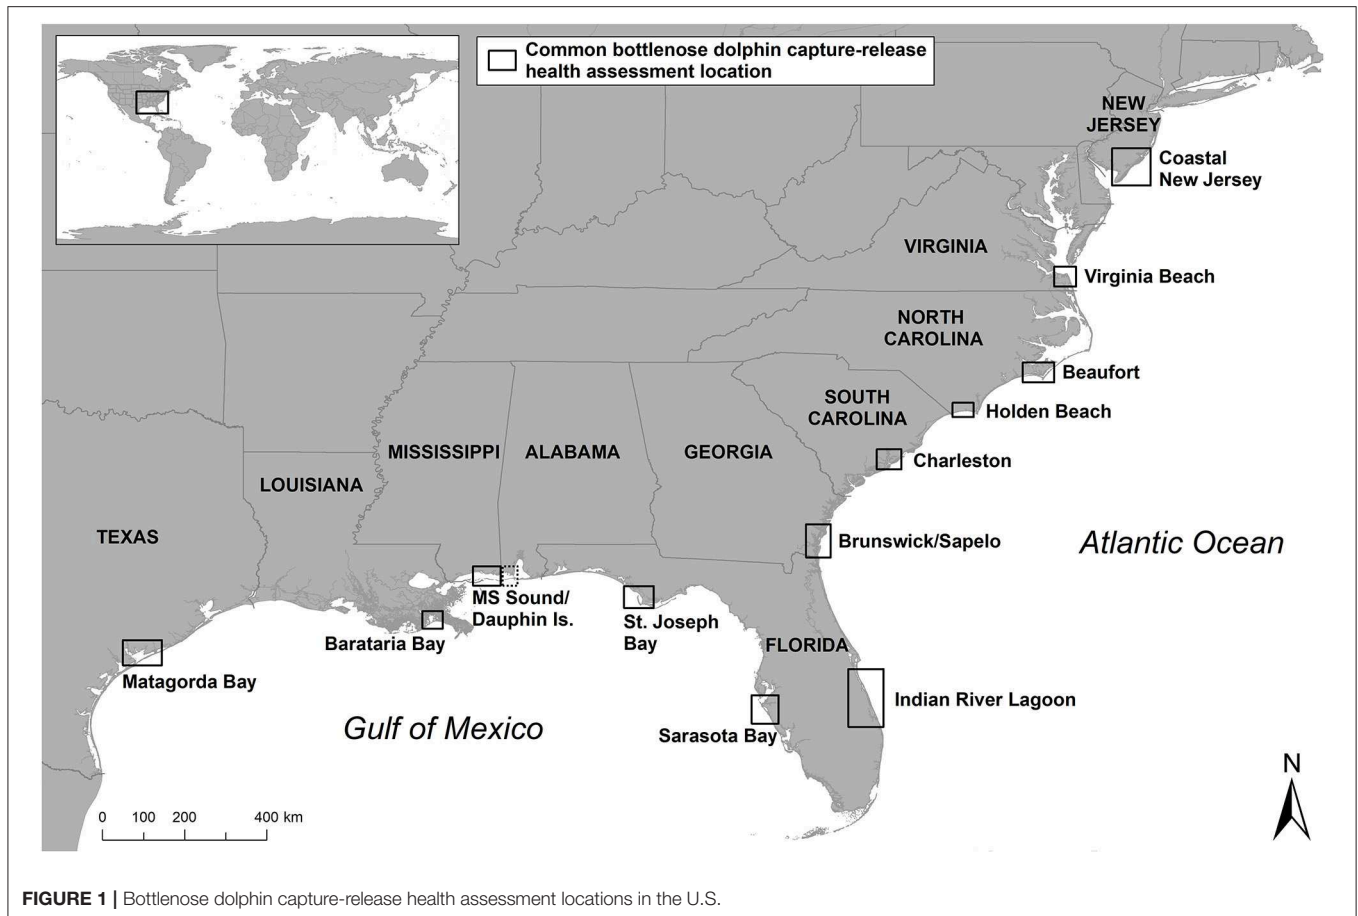 Common bottlenose dolphin capture-release
health assessment location
NEW
JERSEY
Coastal
New Jersey
VIRGINIA
Virginia Beach
NORTH
CAROLINA
Beaufort
SOUTH
CAROLINA
Holden Beach
MISSISSIPPI
ALABAMA
GEORGIA
Charleston
LOUISIANA
TEXAS
Brunswick/Sapelo
Atlantic Ocean
MS Sound/
Dauphin Is.
St. Joseph
Bay
Barataria Bay
FLORIDA
Matagorda Bay
Indian River Lagoon
Gulf of Mexico
Sarasota Bay
N
0 100 200 400 km
FIGURE 1 | Bottlenose dolphin capture-release health assessment locations in the U.S.